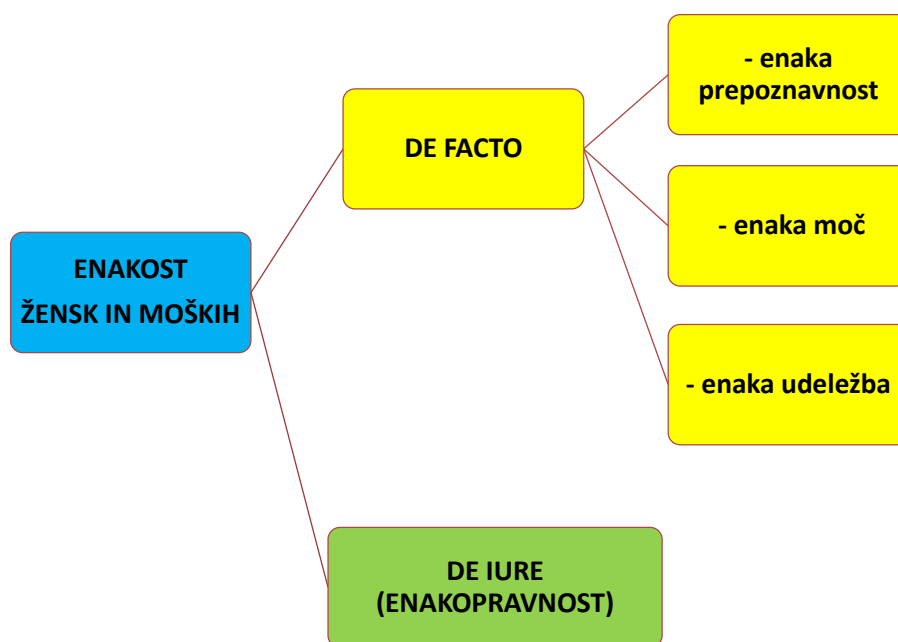 - enaka
prepoznavnost
DE FACTO
- enaka moč
ENAKOST
ŽENSK IN MOŠKIH
- enaka udeležba
DE IURE
(ENAKOPRAVNOST)